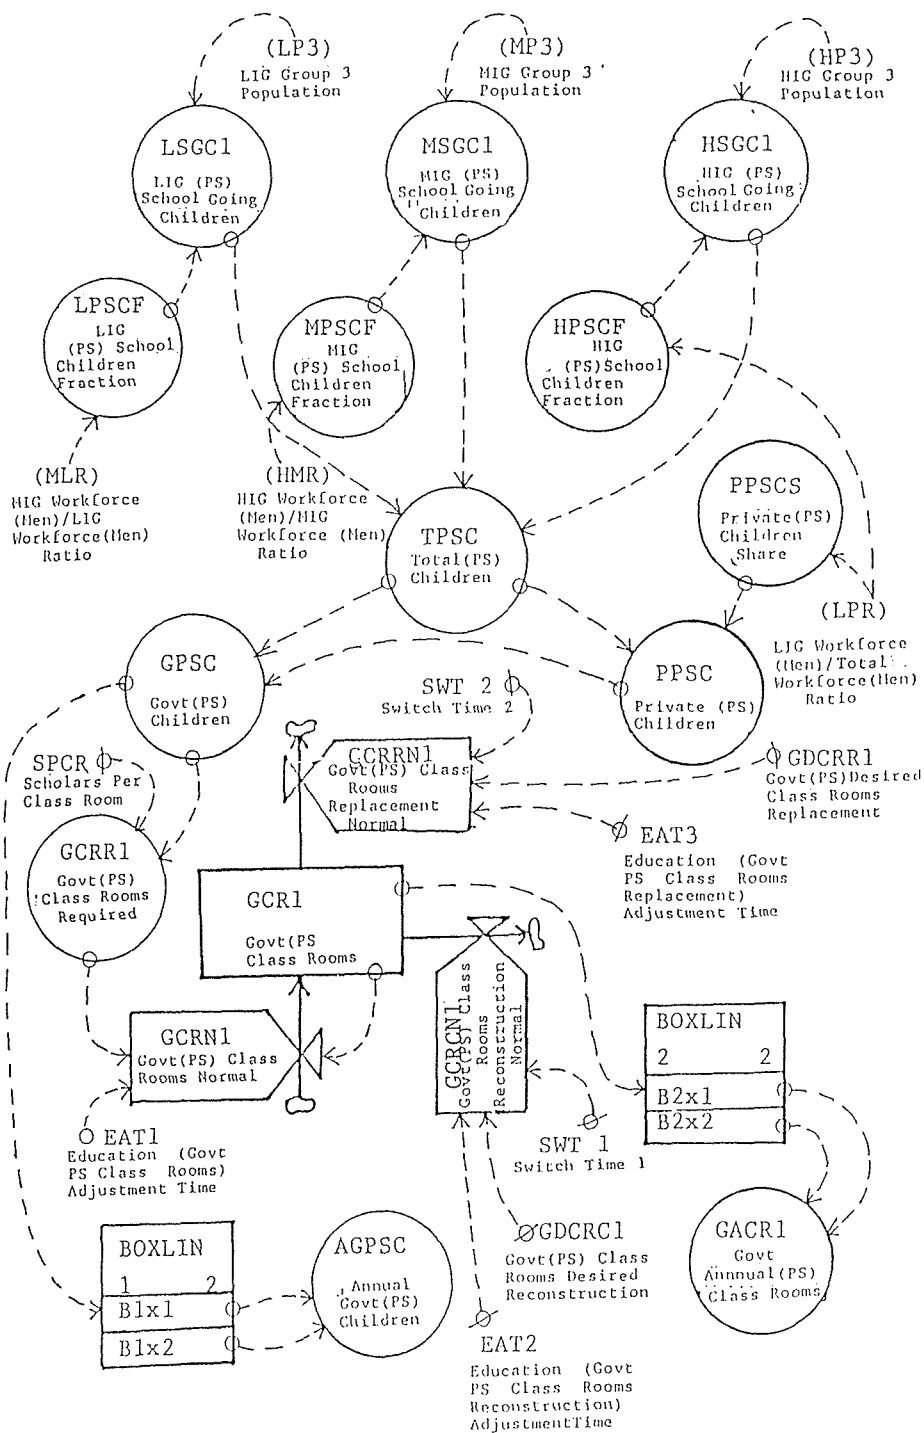 (LP3)
LIG Group 3
Population
(MP3)
MIG Group 3
Population
(HP3)
HIG Group 3
Population
LSGC1
LIG (PS)
School Going
Children
MSGC1
MIG (PS)
School Going
Children
HSGC1
HIG (PS)
School Going
Children
LPSCF
LIG
(PS) School
Children
Fraction
MPSCF
MIG
(PS) School
Children
Fraction
HPSCF
HIG
(PS)School
Children
Fraction
(MLR)
MIG Workforce
(Men)/LIG
Workforce(Men)
Ratio
(HMR)
HIG Workforce
(Men)/MIG
Workforce (Men)
Ratio
TPSC
Total(PS)
Children
PPSCS
Private(PS)
Children
Share
(LPR)
LIG Workforce
(Men)/Total
Workforce(Men)
Ratio
GPSC
Govt(PS)
Children
PPSC
Private (PS)
Children
SWT 2
Switch Time 2
SPCR
Scholars Per
Class Room
GCRRN1
Govt(PS) Class
Rooms
Replacement
Normal
GDCRR1
Govt(PS)Desired
Class Rooms
Replacement
EAT3
Education (Govt
PS Class Rooms
Replacement)
Adjustment Time
GCRR1
Govt(PS)
Class Rooms
Required
GCR1
Govt(PS
Class Rooms
GCRCN1
Govt(PS) Class
Rooms
Reconstruction
Normal
GCRN1
Govt(PS) Class
Rooms Normal
BOXLIN
2 2
B2x1
B2x2
EAT1
Education (Govt
PS Class Rooms)
Adjustment Time
SWT 1
Switch Time 1
GDCRC1
Govt(PS) Class
Rooms Desired
Reconstruction
GACR1
Govt
Annnual(PS)
Class Rooms
BOXLIN
1 2
B1x1
B1x2
AGPSC
Annual
Govt(PS)
Children
EAT2
Education (Govt
PS Class Rooms
Reconstruction)
AdjustmentTime